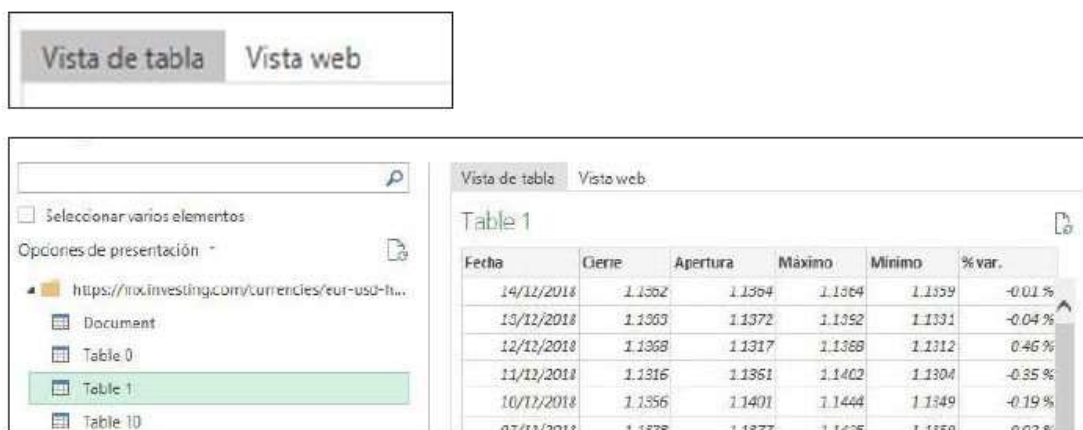 Vista de tabla Vista web
Seleccionar varios elementos
Opciones de presentación
https://mx.investing.com/currencies/eur-usd-h...
Document
Table 0
Table 1
Table 10
Vista de tabla Vista web
Table 1
Fecha Cierre Apertura Máximo Mínimo % var.
14/12/2018 1.1362 1.1364 1.1364 1.1359 -0.01 %
13/12/2018 1.1363 1.1372 1.1392 1.1331 -0.04 %
12/12/2018 1.1368 1.1317 1.1388 1.1312 0.46 %
11/12/2018 1.1316 1.1361 1.1402 1.1304 -0.35 %
10/12/2018 1.1356 1.1401 1.1444 1.1349 -0.19 %